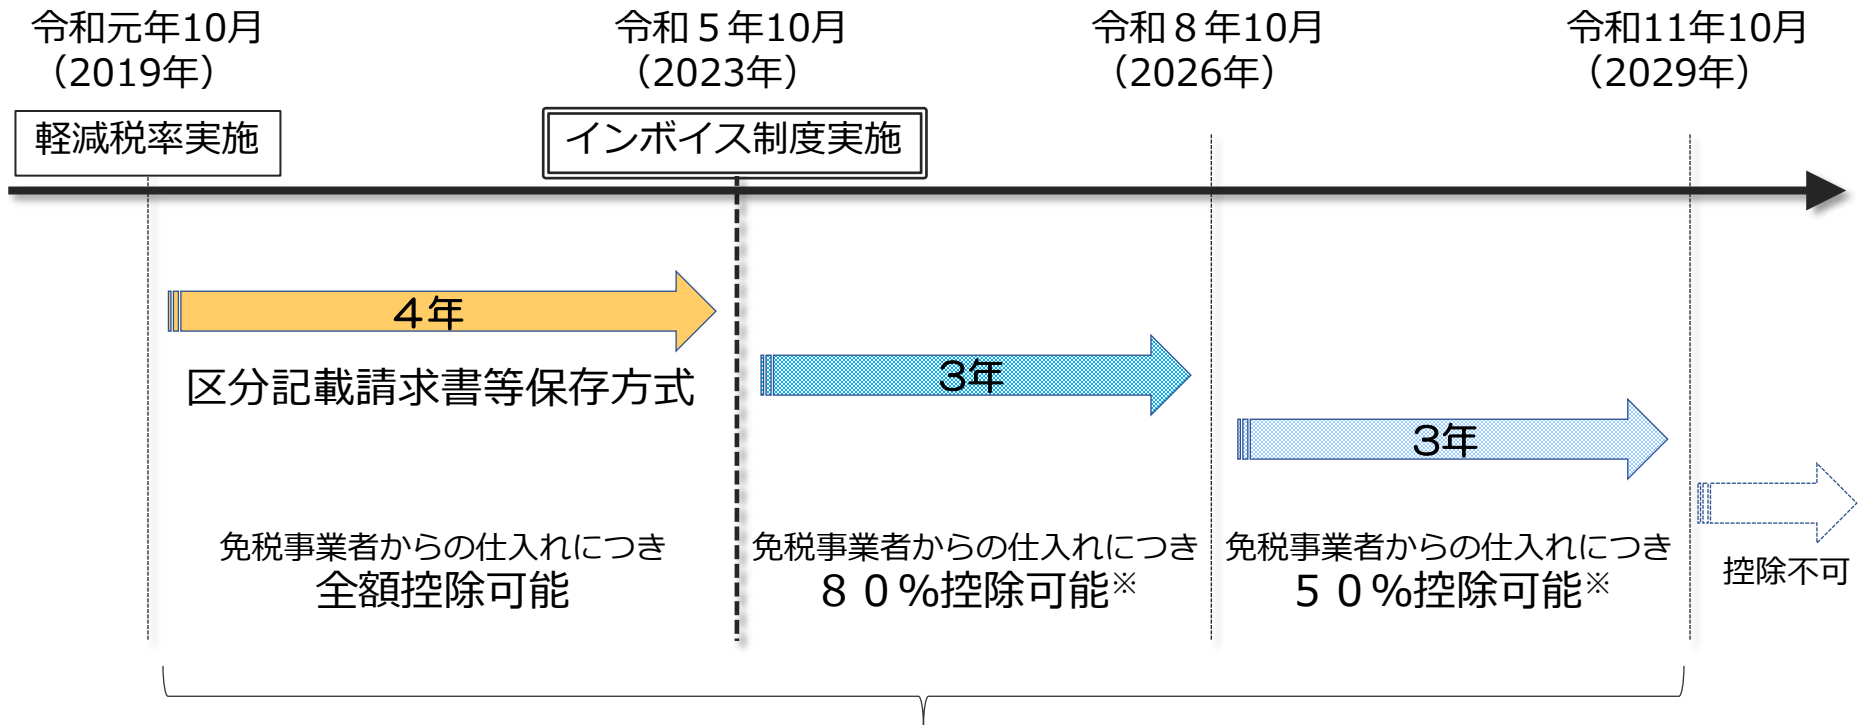 令和元年10月
（2019年）
令和５年10月
（2023年）
令和８年10月
（2026年）
令和11年10月
（2029年）
軽減税率実施
インボイス制度実施
４年
区分記載請求書等保存方式
３年
３年
免税事業者からの仕入れにつき
全額控除可能
免税事業者からの仕入れにつき
８０%控除可能※
免税事業者からの仕入れにつき
５０%控除可能※
控除不可